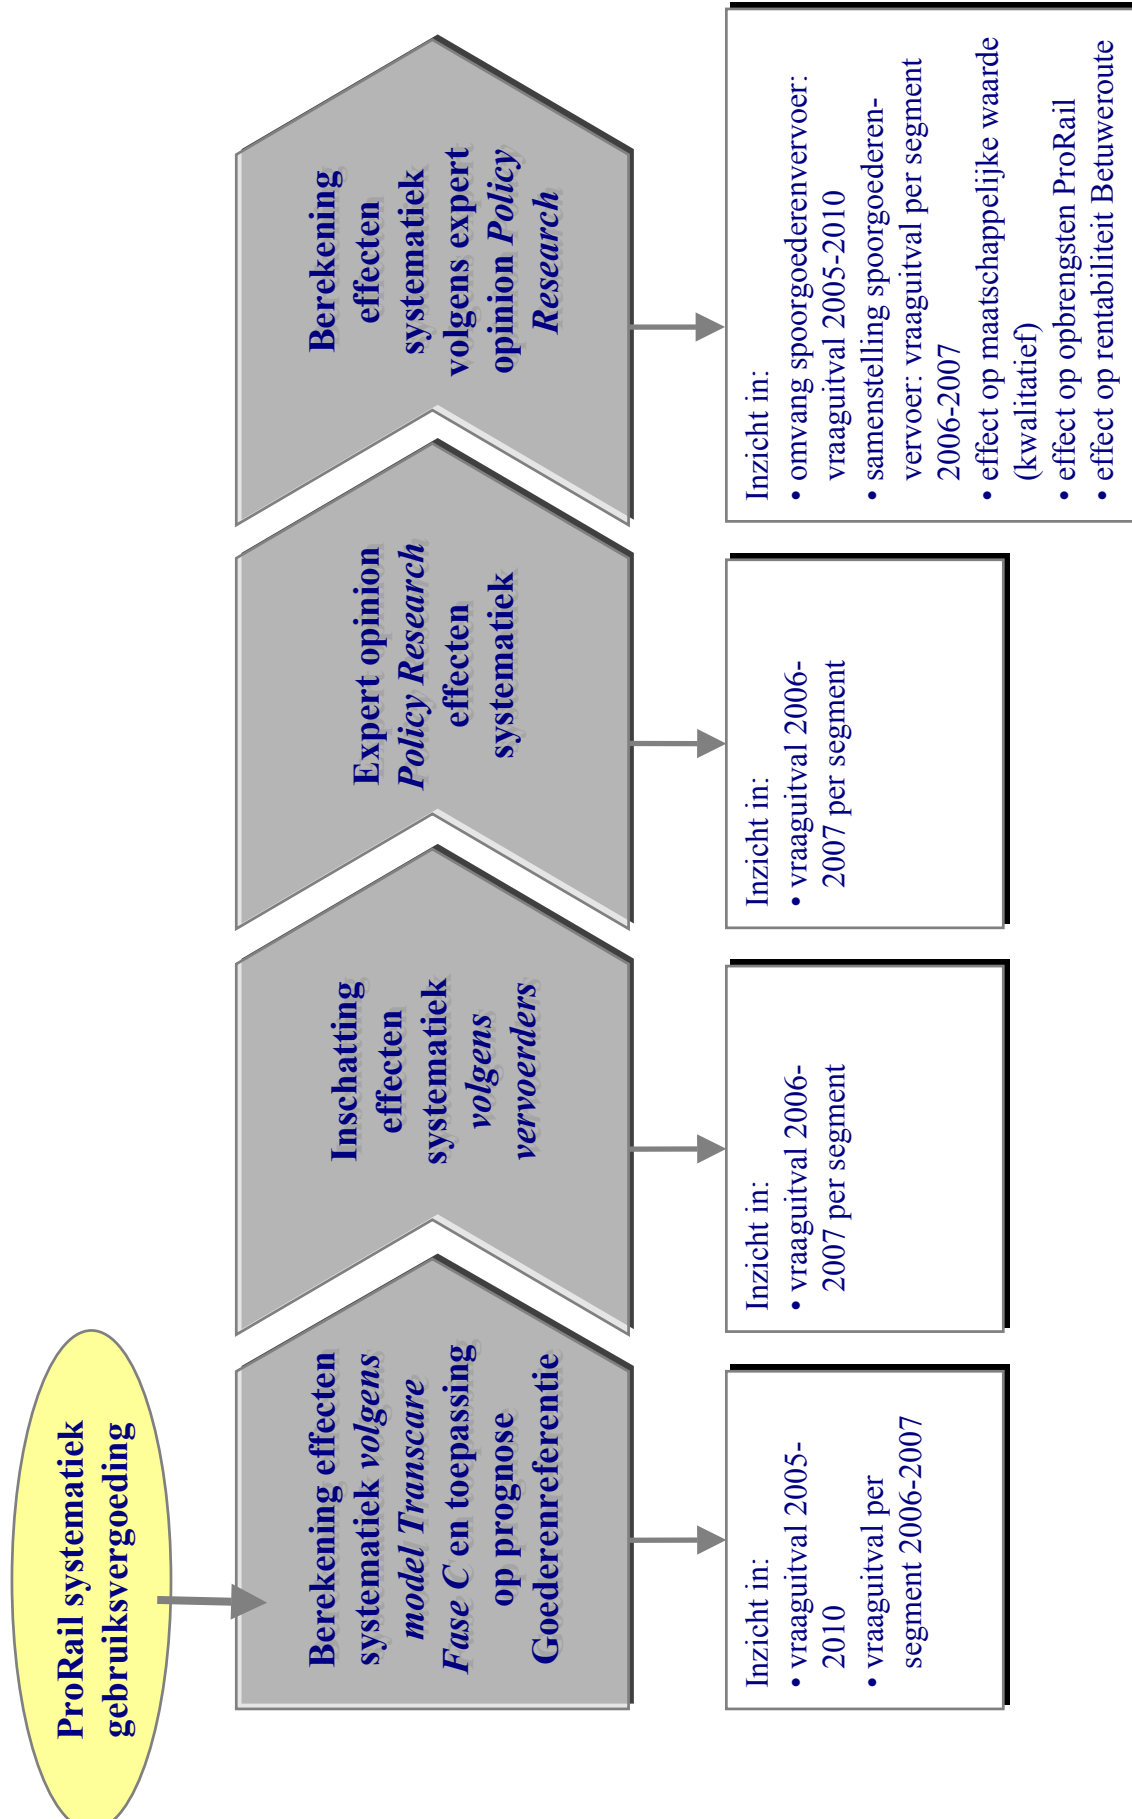 ProRail systematiek
gebruiksvergoeding
Berekening effecten
systematiek volgens
model Transcare
Fase C en toepassing
op prognose
Goederenreferentie
Inschatting
effecten
systematiek
volgens
vervoerders
Expert opinion
Policy Research
effecten
systematiek
Berekening
effecten
systematiek
volgens expert
opinion Policy
Research
Inzicht in:
• vraaguitval 2005-
2010
• vraaguitval per
segment 2006-2007
Inzicht in:
• vraaguitval 2006-
2007 per segment
Inzicht in:
• vraaguitval 2006-
2007 per segment
Inzicht in:
• omvang spoorgoederenvervoer:
vraaguitval 2005-2010
• samenstelling spoorgoederen-
vervoer: vraaguitval per segment
2006-2007
• effect op maatschappelijke waarde
(kwalitatief)
• effect op opbrengsten ProRail
• effect op rentabiliteit Betuweroute